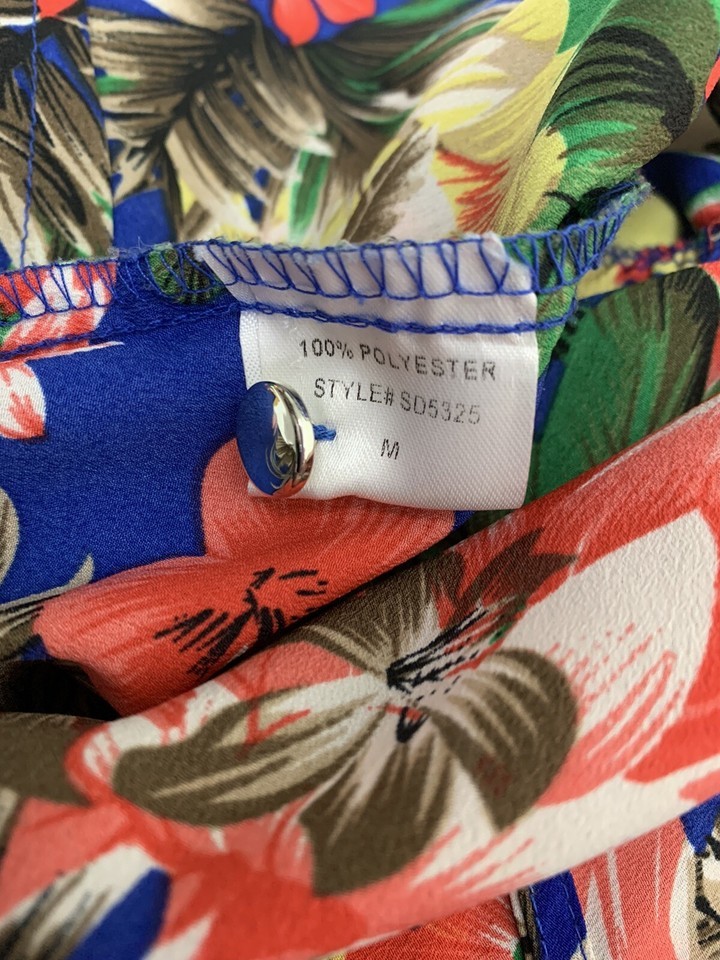 100% POLYESTER
STYLE# SD5325
M